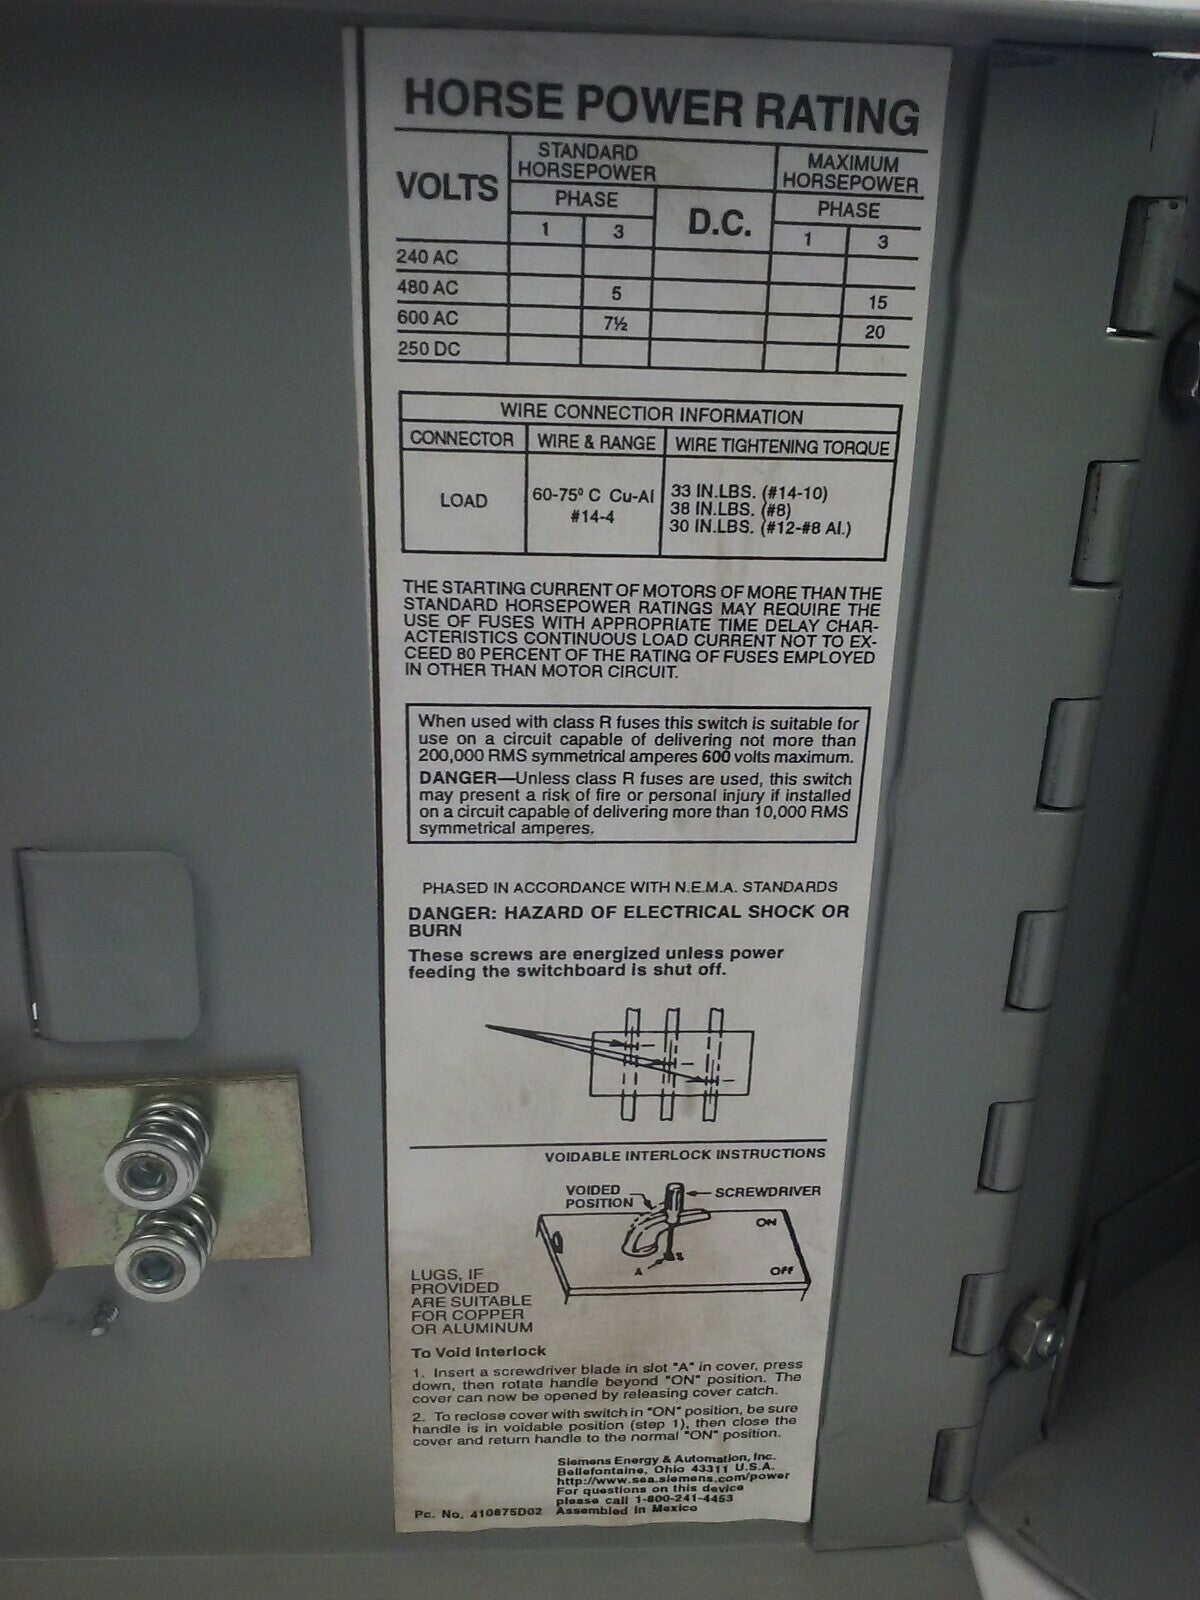 HORSE POWER RATING
VOLTS
STANDARD
HORSEPOWER
PHASE
1 3
D.C.
MAXIMUM
HORSEPOWER
PHASE
1 3
240 AC
480 AC 5 15
600 AC 7½ 20
250 DC
WIRE CONNECTIOR INFORMATION
CONNECTOR WIRE & RANGE WIRE TIGHTENING TORQUE
LOAD
60-75° C Cu-Al
#14-4
33 IN.LBS. (#14-10)
38 IN.LBS. (#8)
30 IN.LBS. (#12-#8 Al.)
THE STARTING CURRENT OF MOTORS OF MORE THAN THE
STANDARD HORSEPOWER RATINGS MAY REQUIRE THE
USE OF FUSES WITH APPROPRIATE TIME DELAY CHAR-
ACTERISTICS CONTINUOUS LOAD CURRENT NOT TO EX-
CEED 80 PERCENT OF THE RATING OF FUSES EMPLOYED
IN OTHER THAN MOTOR CIRCUIT.
When used with class R fuses this switch is suitable for
use on a circuit capable of delivering not more than
200,000 RMS symmetrical amperes 600 volts maximum.
DANGER—Unless class R fuses are used, this switch
may present a risk of fire or personal injury if installed
on a circuit capable of delivering more than 10,000 RMS
symmetrical amperes.
PHASED IN ACCORDANCE WITH N.E.M.A. STANDARDS
DANGER: HAZARD OF ELECTRICAL SHOCK OR
BURN
These screws are energized unless power
feeding the switchboard is shut off.
VOIDABLE INTERLOCK INSTRUCTIONS
VOIDED
POSITION
SCREWDRIVER
ON
OFF
A
LUGS, IF
PROVIDED
ARE SUITABLE
FOR COPPER
OR ALUMINUM
To Void Interlock
1. Insert a screwdriver blade in slot "A" in cover, press
down, then rotate handle beyond "ON" position. The
cover can now be opened by releasing cover catch.
2. To reclose cover with switch in "ON" position, be sure
handle is in voidable position (step 1), then close the
cover and return handle to the normal "ON" position.
Siemens Energy & Automation, Inc.
Bellefontaine, Ohio 43311 U.S.A.
http://www.sea.siemens.com/power
For questions on this device
please call 1-800-241-4453
Pc. No. 410875D02 Assembled in Mexico